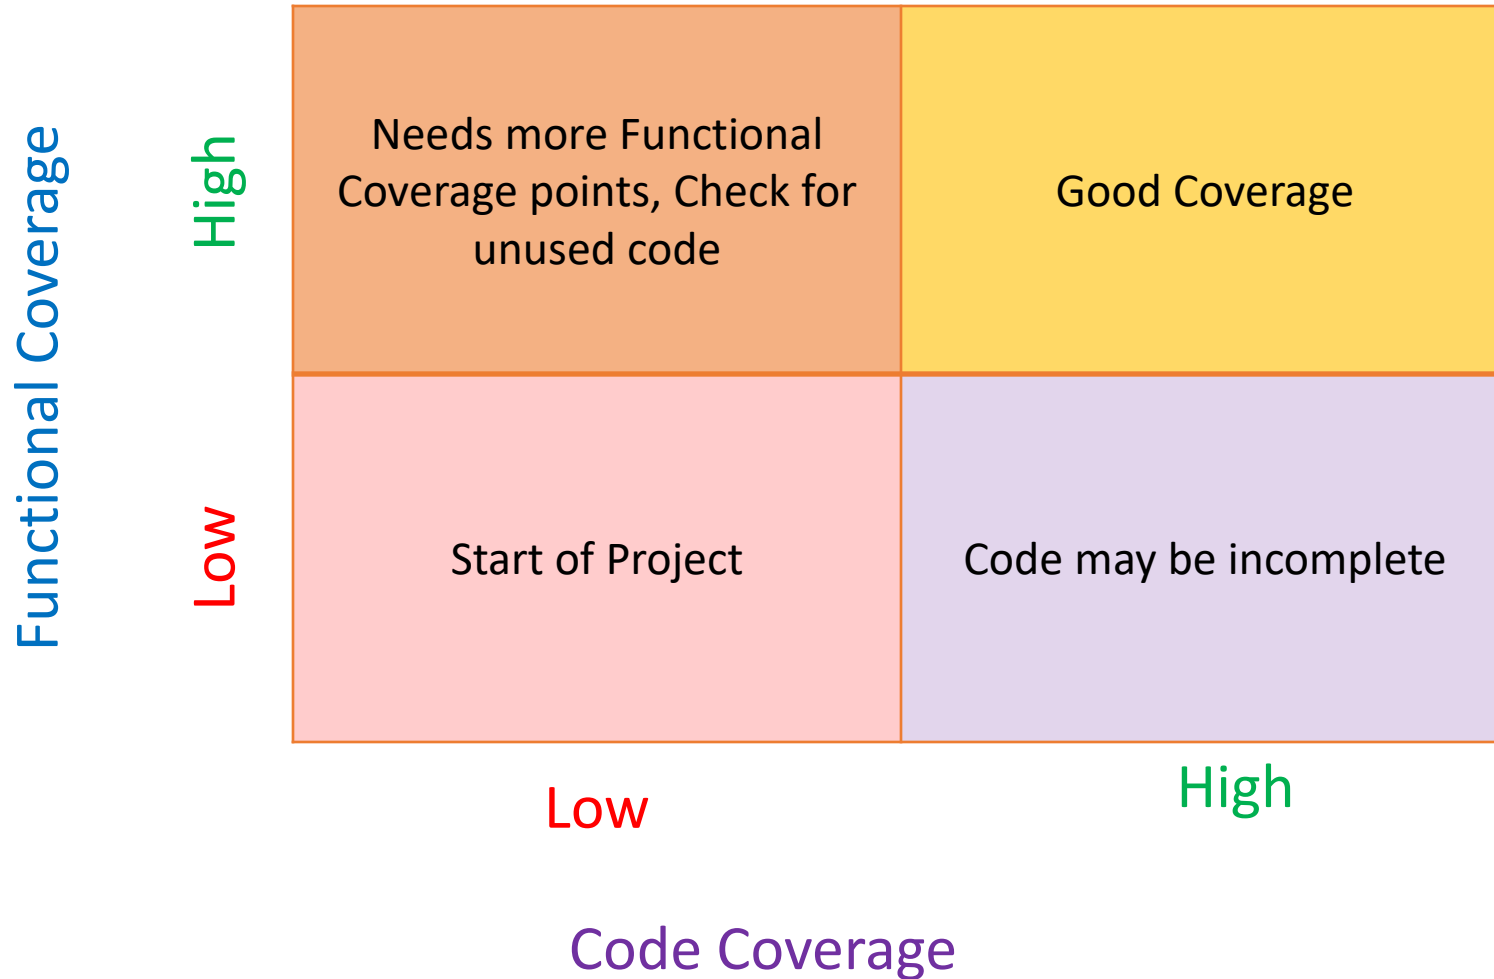 Functional Coverage
High
Needs more Functional
Coverage points, Check for
unused code
Good Coverage
Low
Start of Project
Code may be incomplete
Low
High
Code Coverage